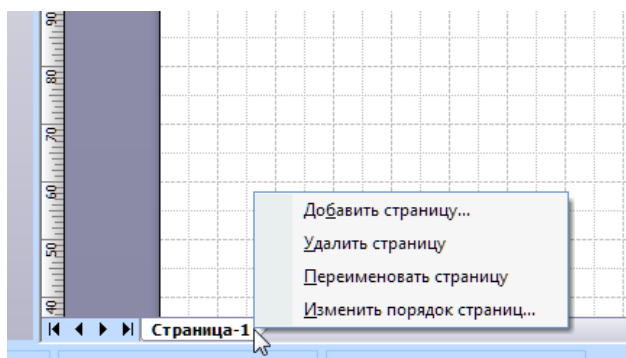 90
80
70
60
50
40
Добавить страницу...
Удалить страницу
Переименовать страницу
Изменить порядок страниц...
Страница-1